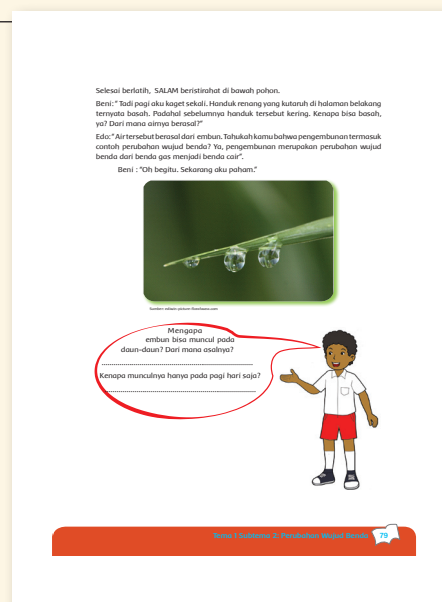 Selesai berlatih, SALAM beristirahat di bawah pohon.
Beni: “ Tadi pagi aku kaget sekali. Handuk renang yang kutaruh di halaman belakang
ternyata basah. Padahal sebelumnya handuk tersebut kering. Kenapa bisa basah,
ya? Dari mana airnya berasal?”
Edo: “ Air tersebut berasal dari embun. Tahukah kamu bahwa pengembunan termasuk
contoh perubahan wujud benda? Ya, pengembunan merupakan perubahan wujud
benda dari benda gas menjadi benda cair”.
Beni : “Oh begitu. Sekarang aku paham.”
Mengapa
embun bisa muncul pada
daun-daun? Dari mana asalnya?
Kenapa munculnya hanya pada pagi hari saja?
Subtema 2: Perubahan Wujud Benda 79